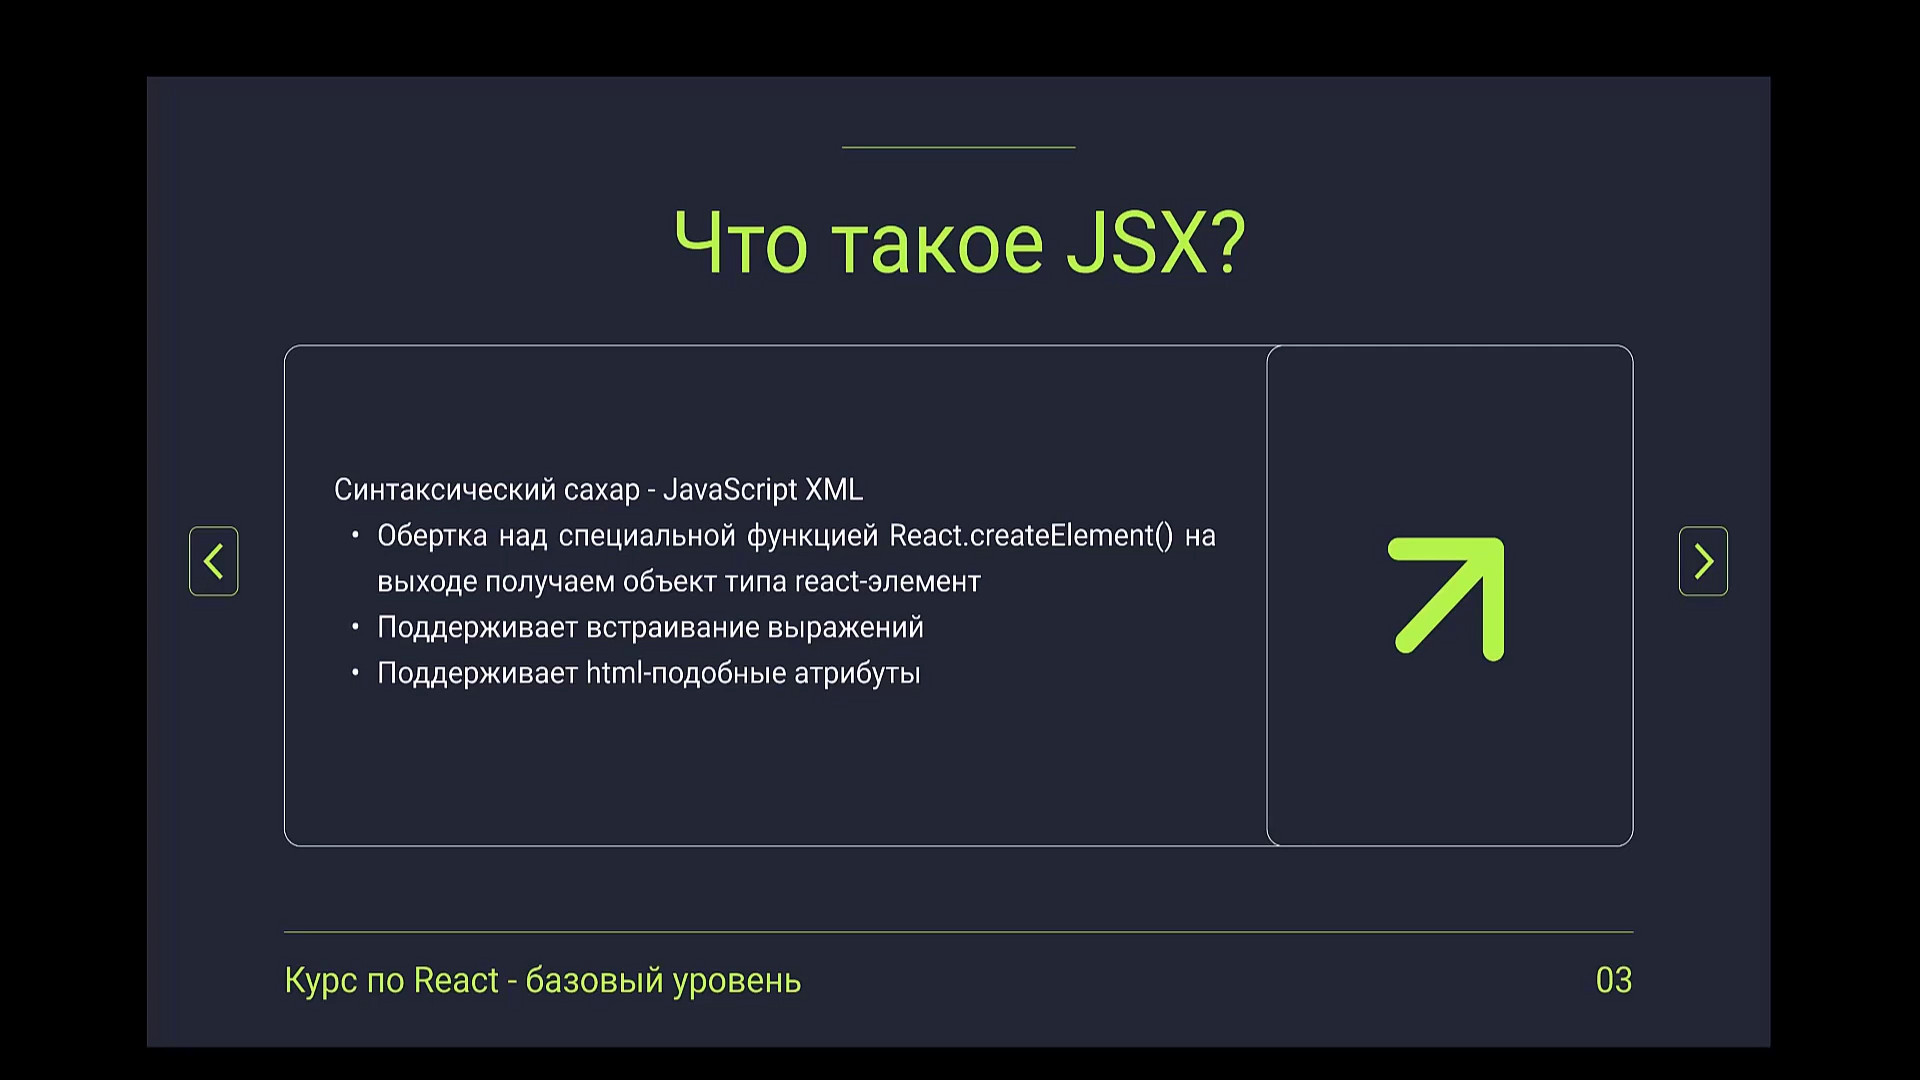 Что такое JSX?
Синтаксический сахар - JavaScript XML
• Обертка над специальной функцией React.createElement() на
выходе получаем объект типа react-элемент
• Поддерживает встраивание выражений
• Поддерживает html-подобные атрибуты
Курс по React - базовый уровень
03